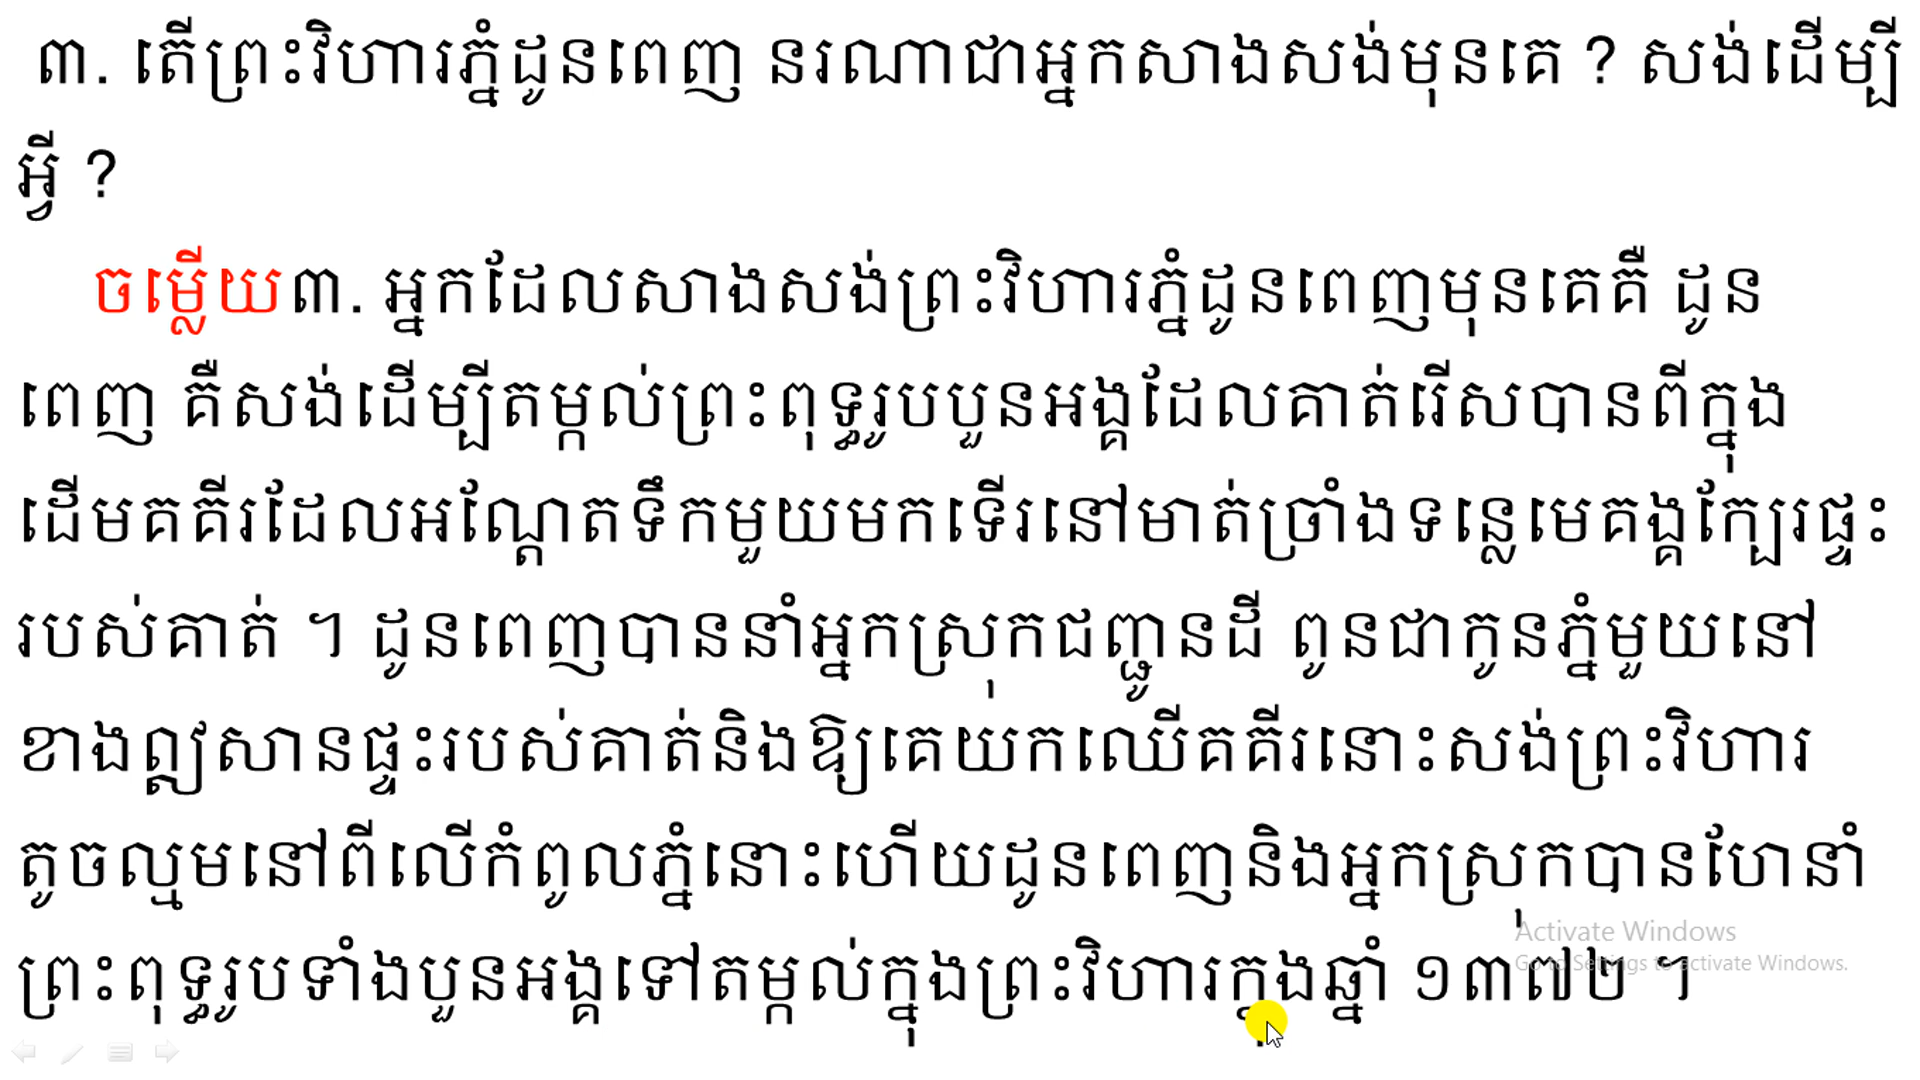 ៣. តើព្រះវិហារភ្នំដូនពេញ នរណាជាអ្នកសាងសង់មុនគេ ? សង់ដើម្បី
អ្វី ?
ចម្លើយ៣. អ្នកដែលសាងសង់ព្រះវិហារភ្នំដូនពេញមុនគេគឺ ដូន
ពេញ គឺសង់ដើម្បីតម្កល់ព្រះពុទ្ធរូបបួនអង្គដែលគាត់រើសបានពីក្នុង
ដើមគគីរដែលអណ្ដែតទឹកមួយមកទើរនៅមាត់ច្រាំងទន្លេមេគង្គក្បែរផ្ទះ
របស់គាត់ ។ ដូនពេញបាននាំអ្នកស្រុកជញ្ជូនដី ពូនជាកូនភ្នំមួយនៅ
ខាងឦសានផ្ទះរបស់គាត់និងឱ្យគេយកឈើគគីរនោះសង់ព្រះវិហារ
តូចល្មមនៅពីលើកំពូលភ្នំនោះហើយដូនពេញនិងអ្នកស្រុកបានហែនាំ
ព្រះពុទ្ធរូបទាំងបួនអង្គទៅតម្កល់ក្នុងព្រះវិហារក្នុងឆ្នាំ ១៣៧២ ។
Activate Windows
Go to Settings to activate Windows.